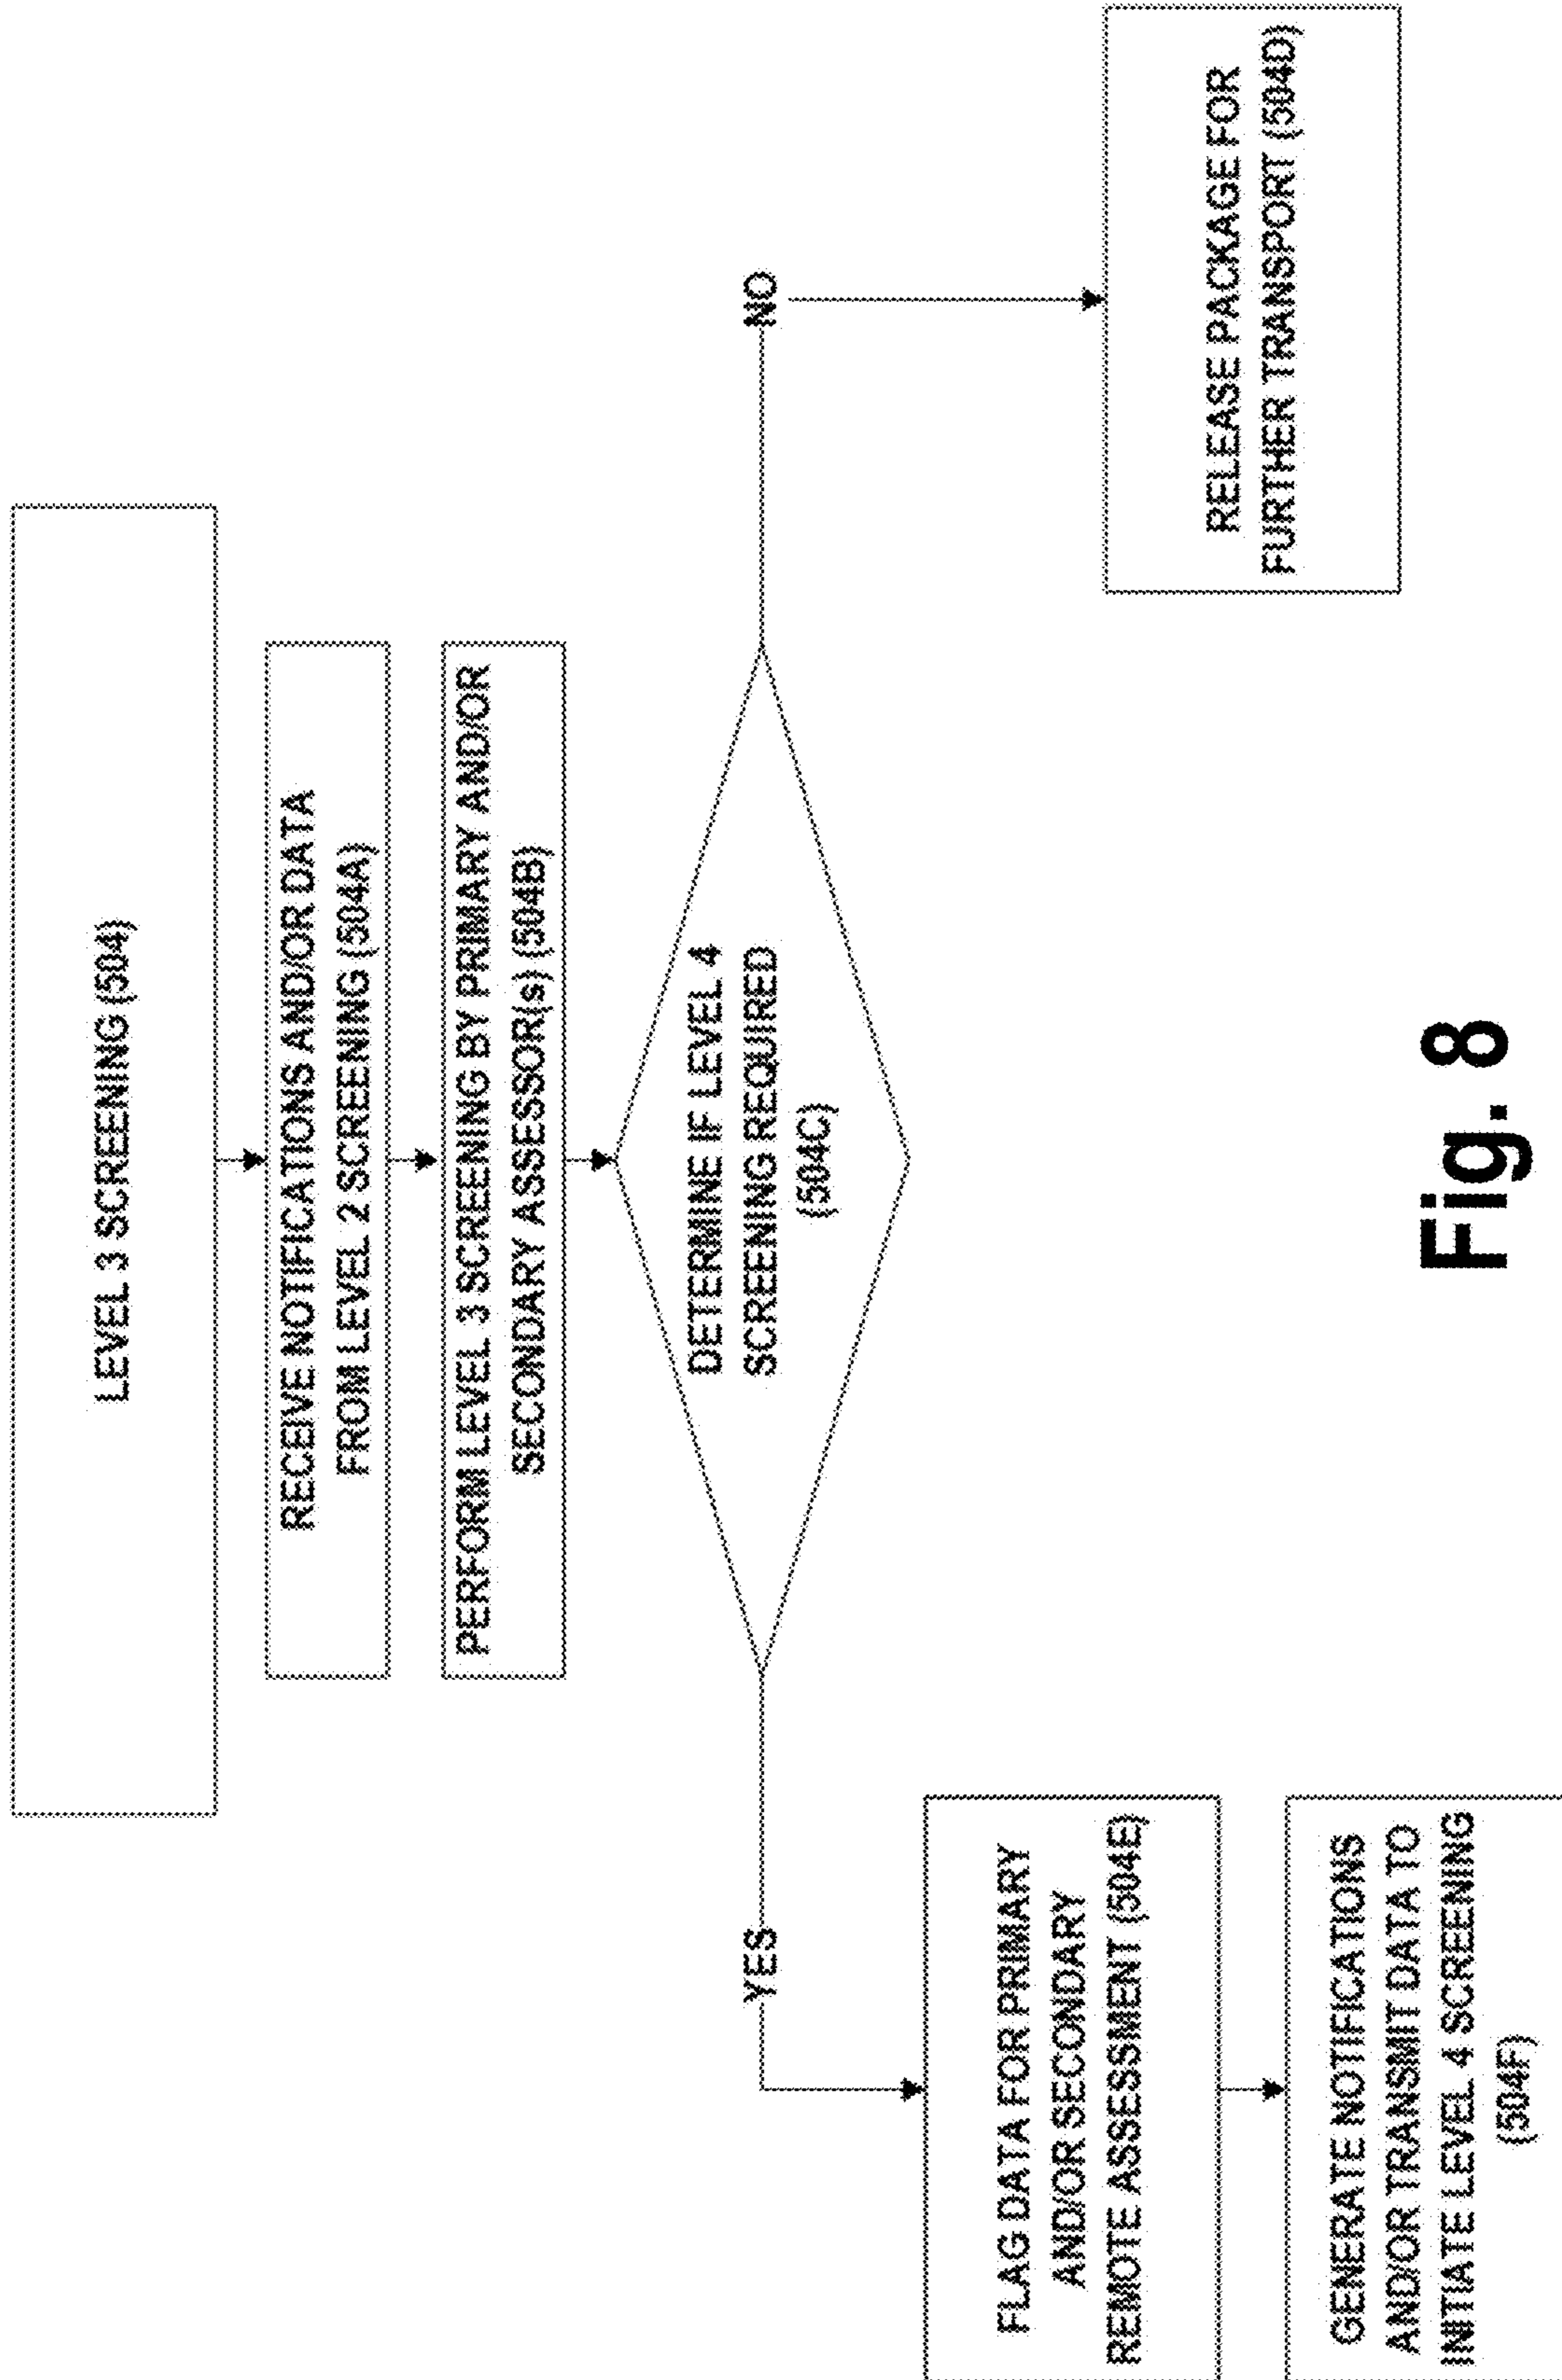 LEVEL 3 SCREENING (504)
RECEIVE NOTIFICATIONS AND/OR DATA
FROM LEVEL 2 SCREENING (504A)
PERFORM LEVEL 3 SCREENING BY PRIMARY AND/OR
SECONDARY ASSESSOR(s) (504B)
DETERMINE IF LEVEL 4
SCREENING REQUIRED
(504C)
YES
NO
FLAG DATA FOR PRIMARY
AND/OR SECONDARY
REMOTE ASSESSMENT (504E)
GENERATE NOTIFICATIONS
AND/OR TRANSMIT DATA TO
INITIATE LEVEL 4 SCREENING
(504F)
RELEASE PACKAGE FOR
FURTHER TRANSPORT (504D)
Fig. 8